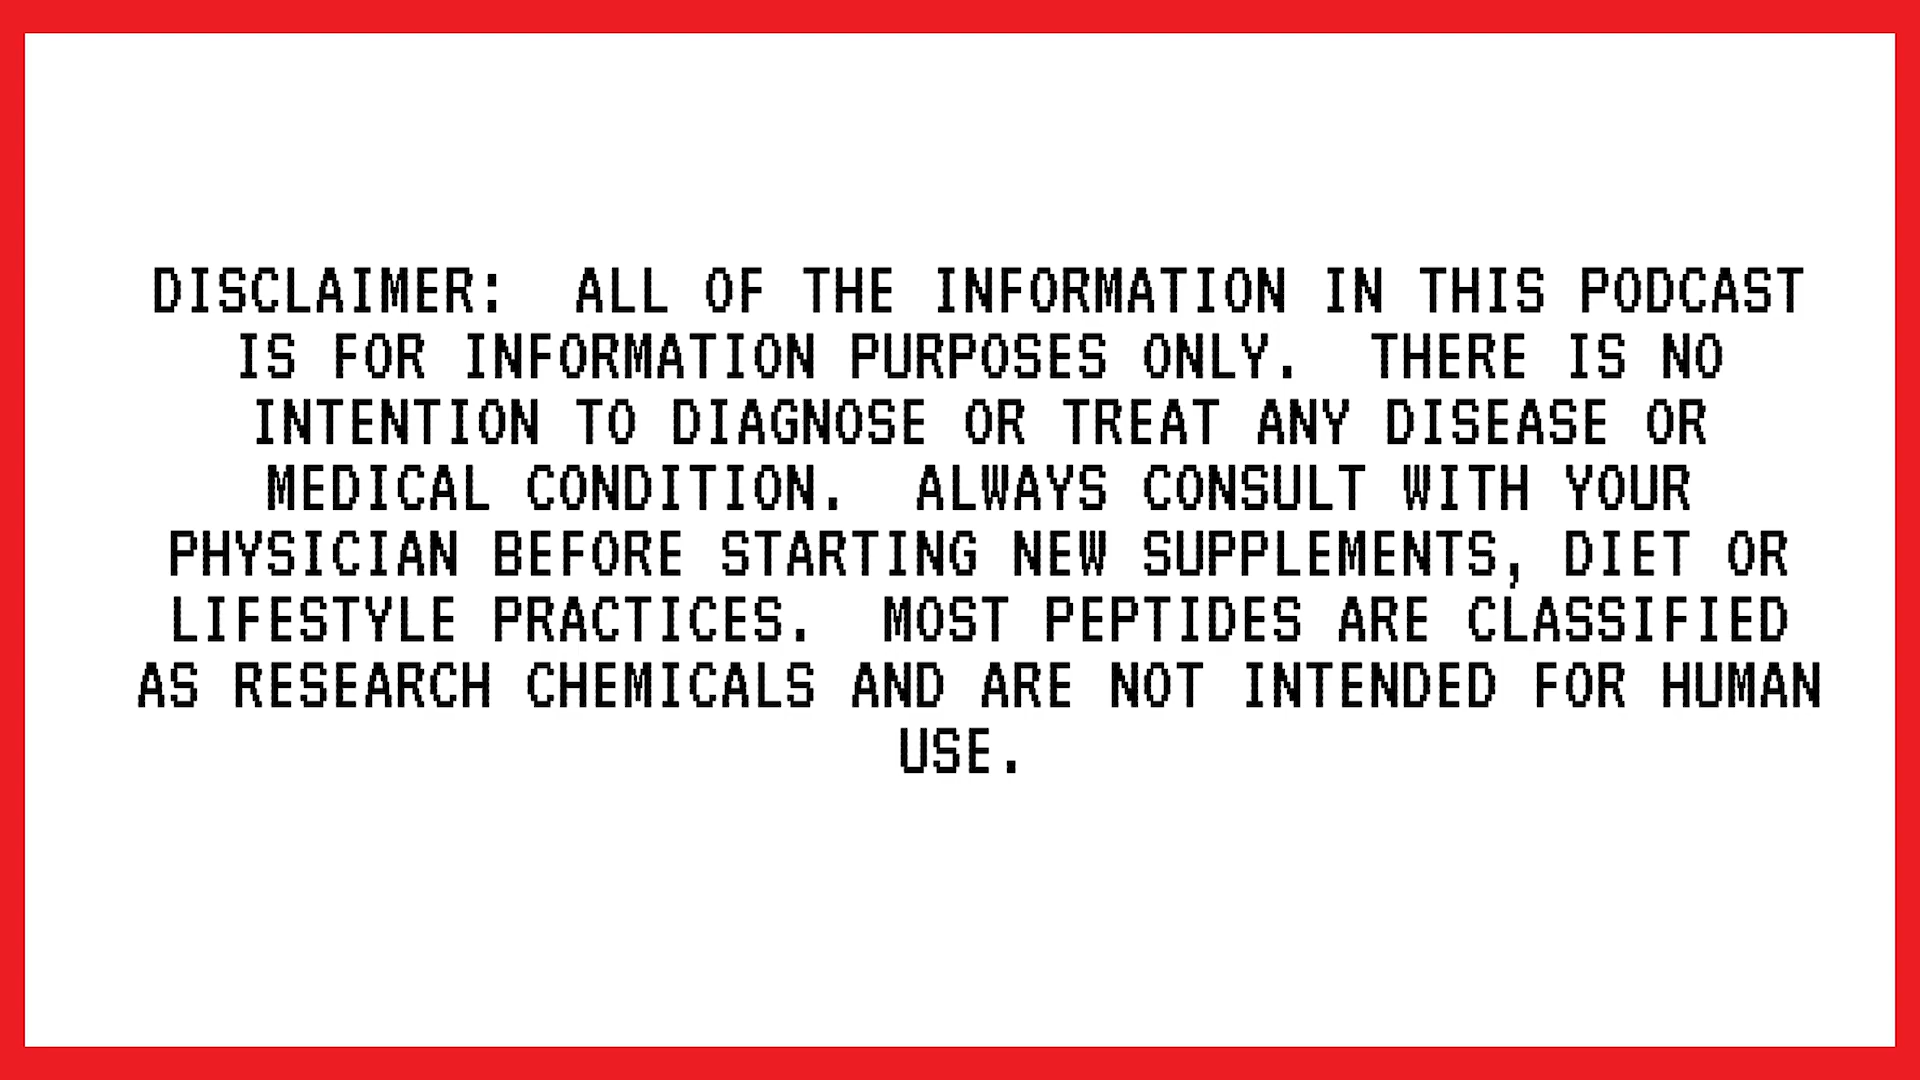 DISCLAIMER:  ALL OF THE INFORMATION IN THIS PODCAST
IS FOR INFORMATION PURPOSES ONLY.  THERE IS NO
INTENTION TO DIAGNOSE OR TREAT ANY DISEASE OR
MEDICAL CONDITION.  ALWAYS CONSULT WITH YOUR
PHYSICIAN BEFORE STARTING NEW SUPPLEMENTS, DIET OR
LIFESTYLE PRACTICES.  MOST PEPTIDES ARE CLASSIFIED
AS RESEARCH CHEMICALS AND ARE NOT INTENDED FOR HUMAN
USE.